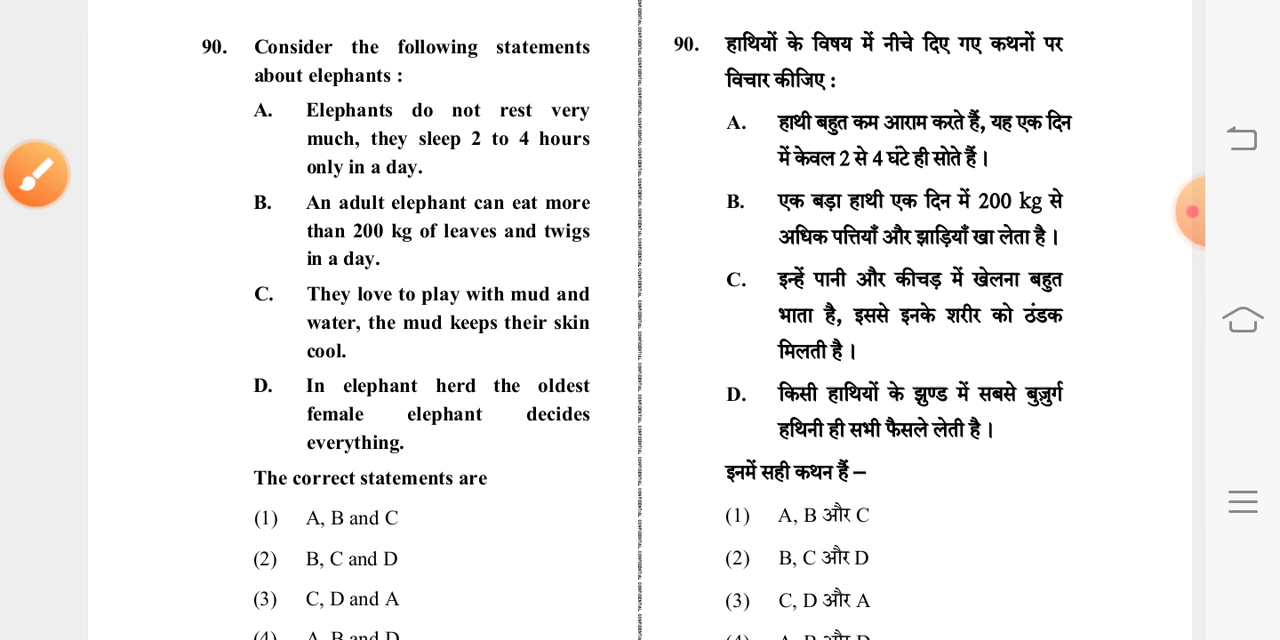 90. Consider the following statements
about elephants :
A. Elephants do not rest very
much, they sleep 2 to 4 hours
only in a day.
B. An adult elephant can eat more
than 200 kg of leaves and twigs
in a day.
C. They love to play with mud and
water, the mud keeps their skin
cool.
D. In elephant herd the oldest
female elephant decides
everything.
The correct statements are
(1) A, B and C
(2) B, C and D
(3) C, D and A
(4) A, B and D
90. हाथियों के विषय में नीचे दिए गए कथनों पर
विचार कीजिए :
A. हाथी बहुत कम आराम करते हैं, यह एक दिन
में केवल 2 से 4 घंटे ही सोते हैं।
B. एक बड़ा हाथी एक दिन में 200 kg से
अधिक पत्तियाँ और झाड़ियाँ खा लेता है।
C. इन्हें पानी और कीचड़ में खेलना बहुत
भाता है, इससे इनके शरीर को ठंडक
मिलती है।
D. किसी हाथियों के झुण्ड में सबसे बुज़ुर्ग
हथिनी ही सभी फैसले लेती है।
इनमें सही कथन हैं –
(1) A, B और C
(2) B, C और D
(3) C, D और A
(4) A, B और D